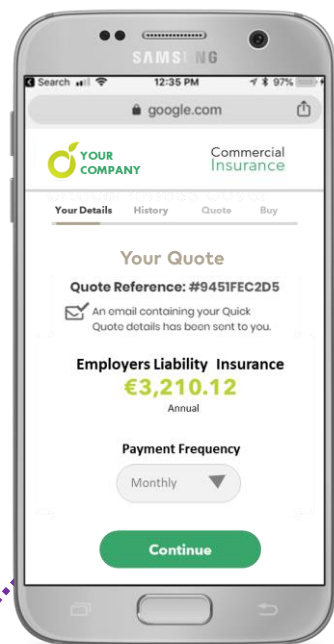 SAMSUNG
Search 12:35 PM 97%
google.com
YOUR COMPANY
Commercial Insurance
Your Details History Quote Buy
Your Quote
Quote Reference: #9451FEC2D5
An email containing your Quick
Quote details has been sent to you.
Employers Liability Insurance
€3,210.12
Annual
Payment Frequency
Monthly
Continue